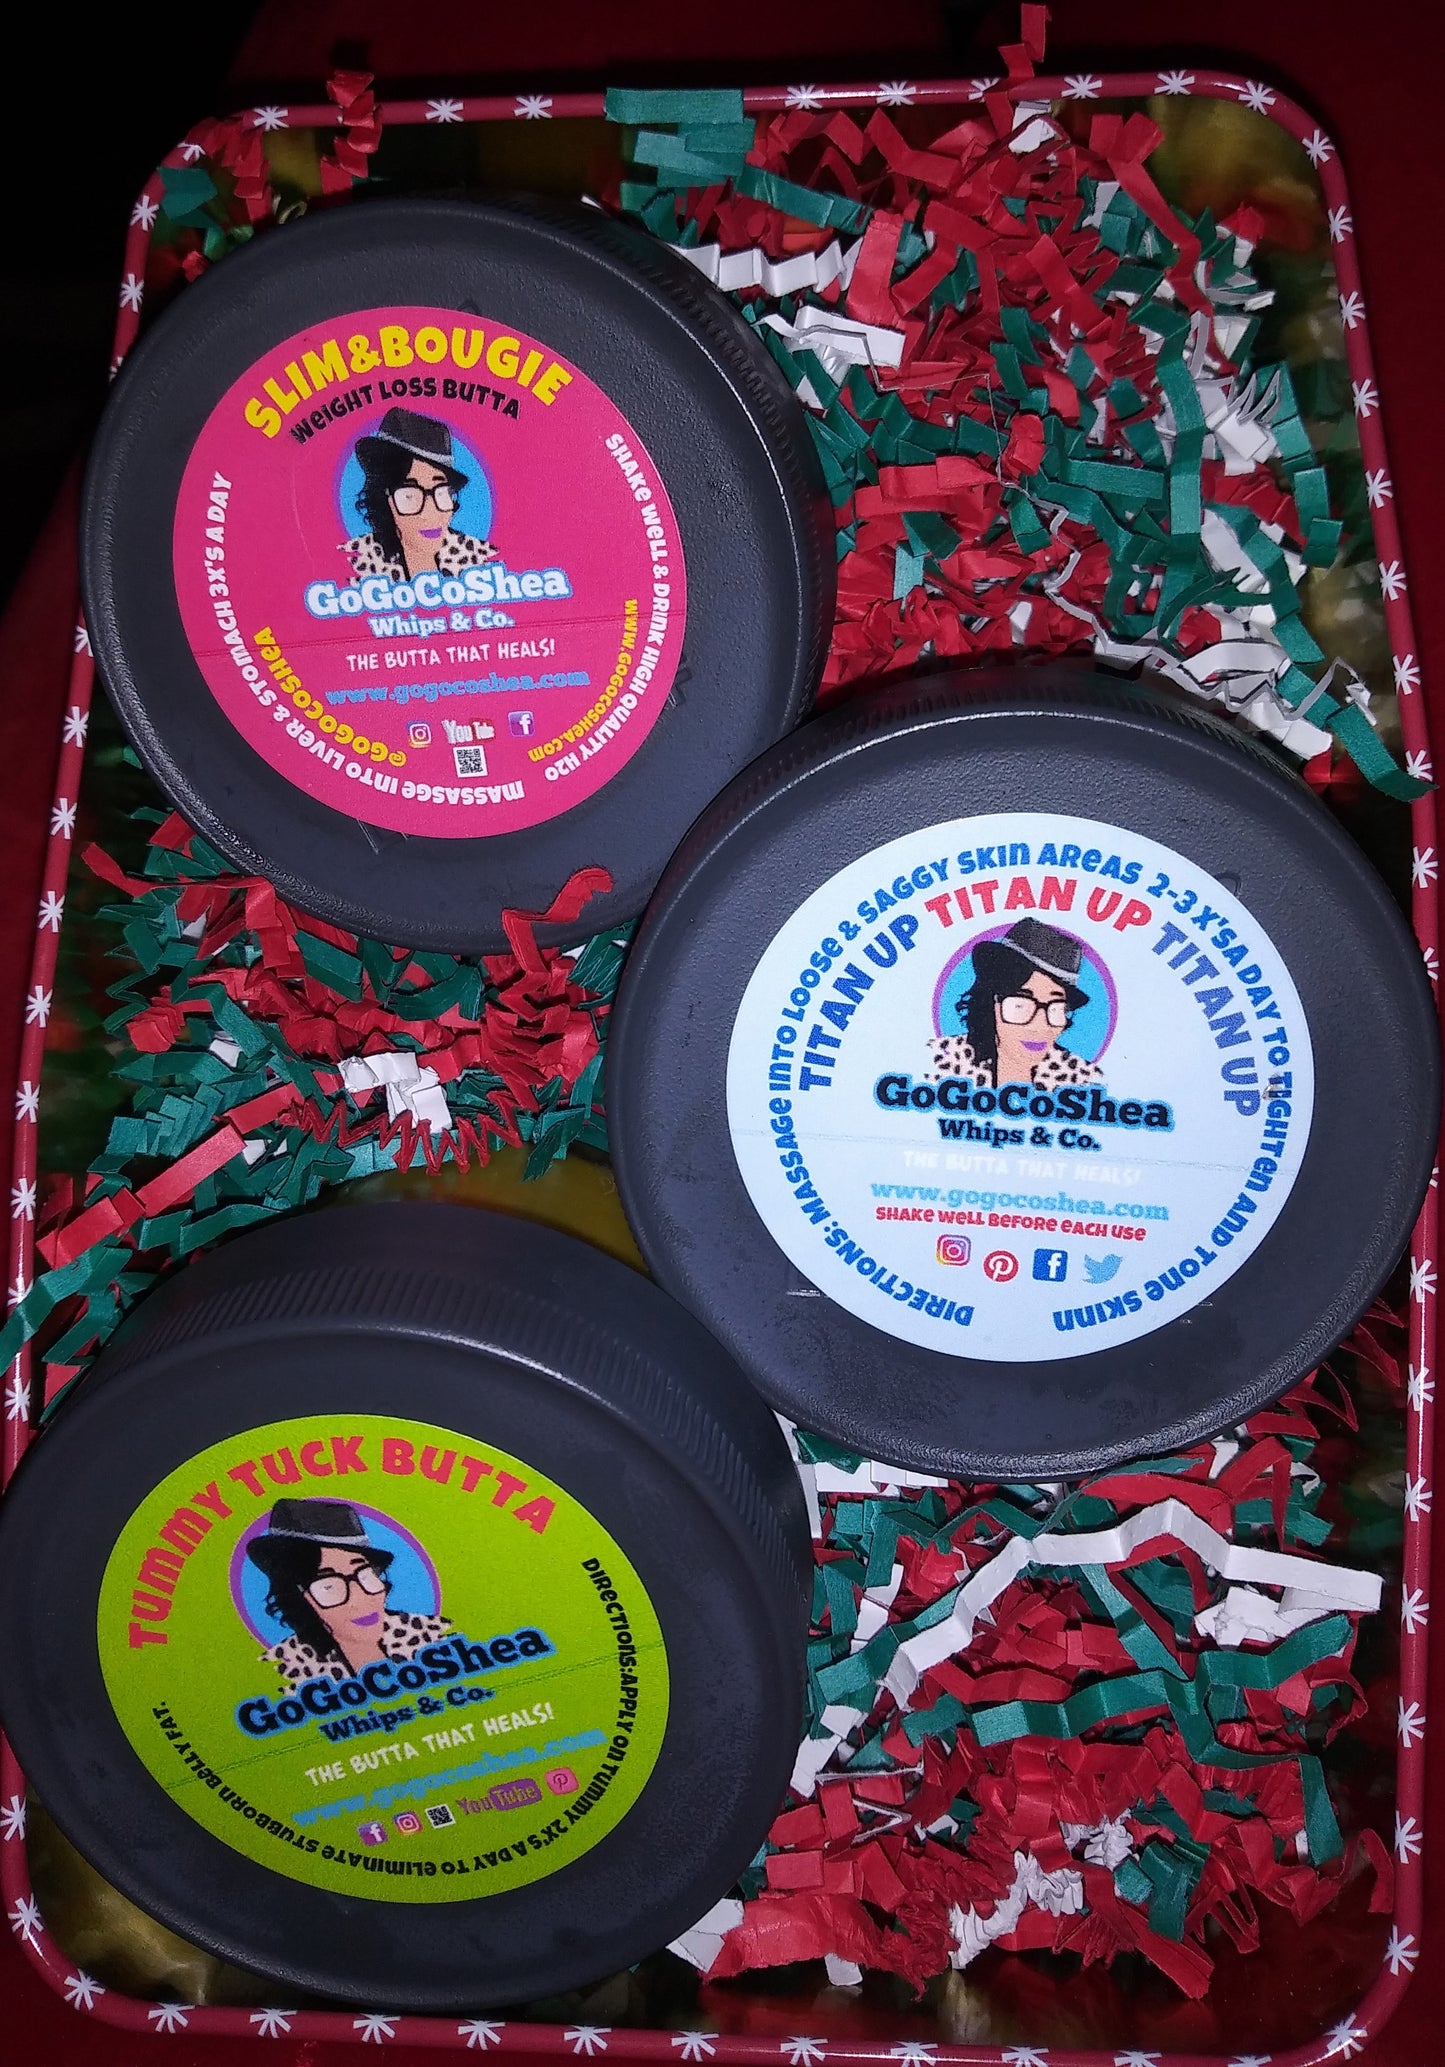 SLIM&BOUGIE
WEIGHT LOSS BUTTA
GoGoCoShea
Whips & Co.
THE BUTTA THAT HEALS!
www.gogocoshea.com
You Tube
SHAKE WELL & DRINK HIGH QUALITY H2O
WWW.GOGOCOSHEA.COM
MASSASGE INTO LIVER & STOMACH 3X'S A DAY
@GOGOCOSHEA
DIRECTIONS: MASSAGE INTO LOOSE & SAGGY SKIN AREAS 2-3 X'S A DAY TO TIGHTEN AND TONE SKINN
TITAN UP TITAN UP TITAN UP
GoGoCoShea
Whips & Co.
THE BUTTA THAT HEALS!
www.gogocoshea.com
SHAKE WELL BEFORE EACH USE
TUMMY TUCK BUTTA
GoGoCoShea
Whips & Co.
THE BUTTA THAT HEALS!
www.gogocoshea.com
YouTube
DIRECTIONS:APPLY ON TUMMY 2X'S A DAY TO ELIMINATE STUBBORN BELLY FAT.